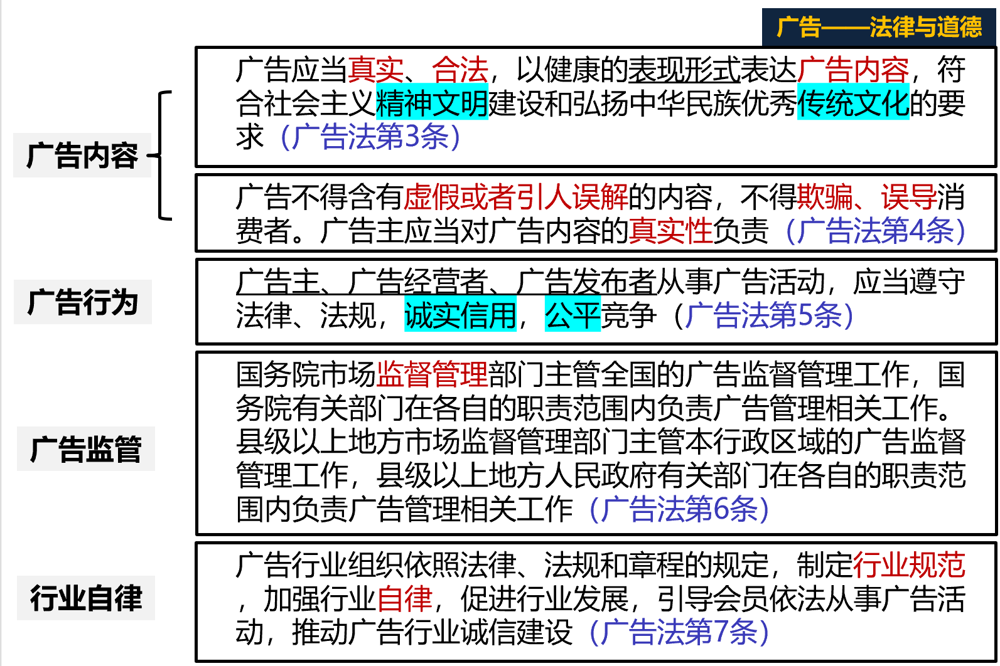 广告——法律与道德
广告内容
广告应当真实、合法，以健康的表现形式表达广告内容，符
合社会主义精神文明建设和弘扬中华民族优秀传统文化的要
求（广告法第3条）
广告不得含有虚假或者引人误解的内容，不得欺骗、误导消
费者。广告主应当对广告内容的真实性负责（广告法第4条）
广告行为
广告主、广告经营者、广告发布者从事广告活动，应当遵守
法律、法规，诚实信用，公平竞争（广告法第5条）
广告监管
国务院市场监督管理部门主管全国的广告监督管理工作，国
务院有关部门在各自的职责范围内负责广告管理相关工作。
县级以上地方市场监督管理部门主管本行政区域的广告监督
管理工作，县级以上地方人民政府有关部门在各自的职责范
围内负责广告管理相关工作（广告法第6条）
行业自律
广告行业组织依照法律、法规和章程的规定，制定行业规范
，加强行业自律，促进行业发展，引导会员依法从事广告活
动，推动广告行业诚信建设（广告法第7条）